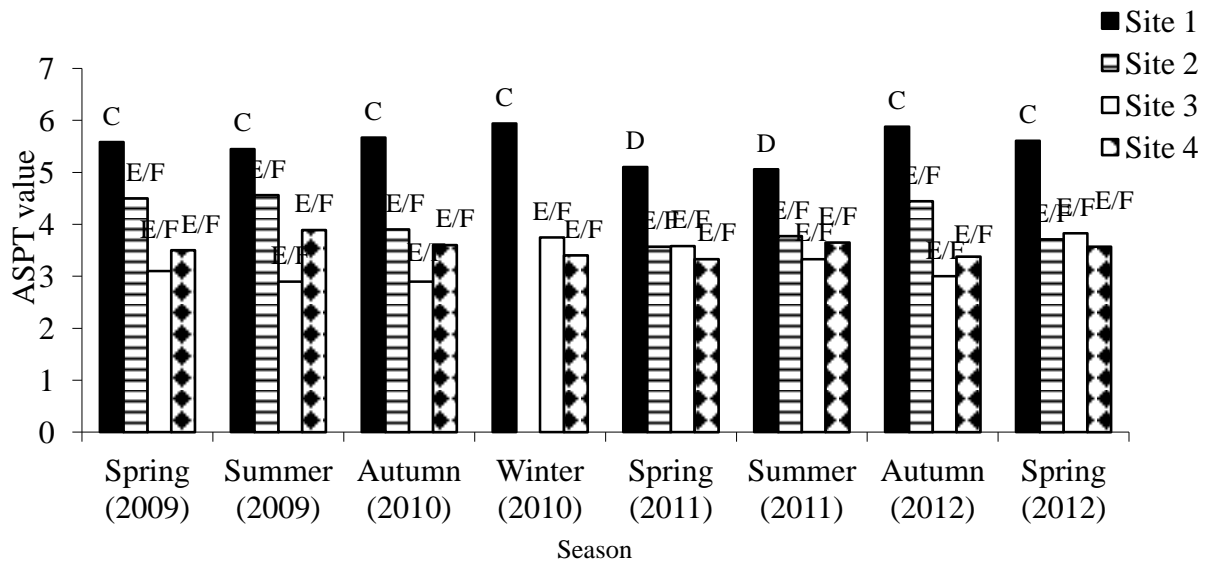 Site 1
Site 2
Site 3
Site 4
ASPT value
7
6
5
4
3
2
1
0
C
E/F
E/F
E/F
C
E/F
E/F
E/F
C
E/F
E/F
E/F
C
E/F
E/F
D
E/F
E/F
E/F
D
E/F
E/F
E/F
C
E/F
E/F
E/F
C
E/F
E/F
E/F
Spring (2009)
Summer (2009)
Autumn (2010)
Winter (2010)
Spring (2011)
Summer (2011)
Autumn (2012)
Spring (2012)
Season